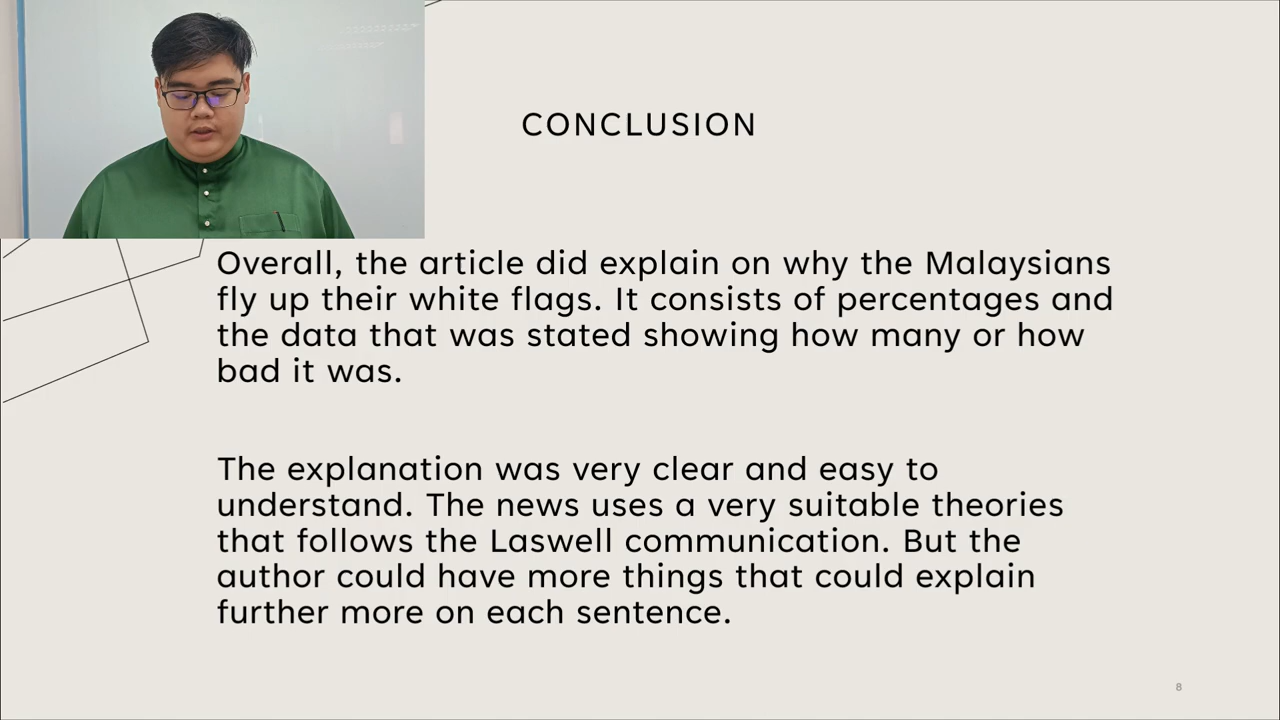 CONCLUSION
Overall, the article did explain on why the Malaysians
fly up their white flags. It consists of percentages and
the data that was stated showing how many or how
bad it was.
The explanation was very clear and easy to
understand. The news uses a very suitable theories
that follows the Laswell communication. But the
author could have more things that could explain
further more on each sentence.
8